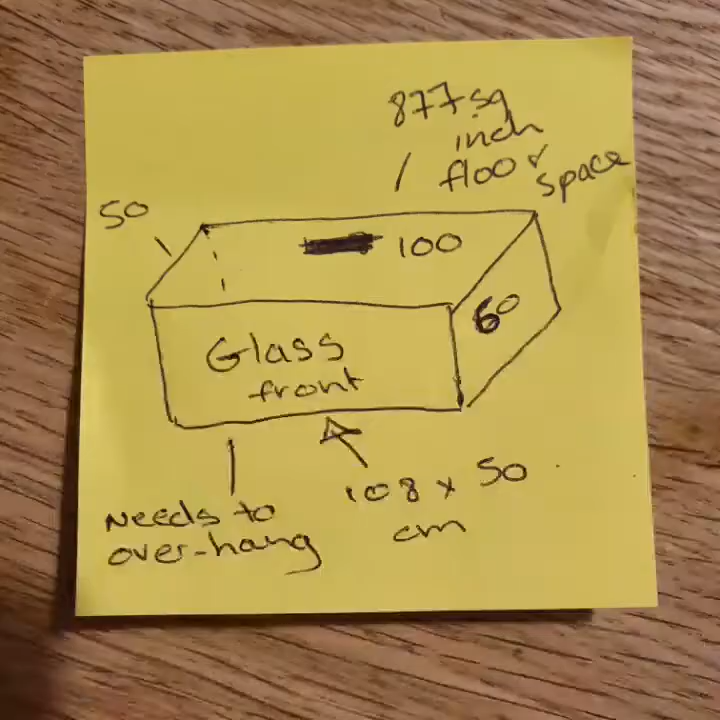 877 sq
inch
floor
space
50
100
60
Glass
front
108 x 50
cm
Needs to
over-hang